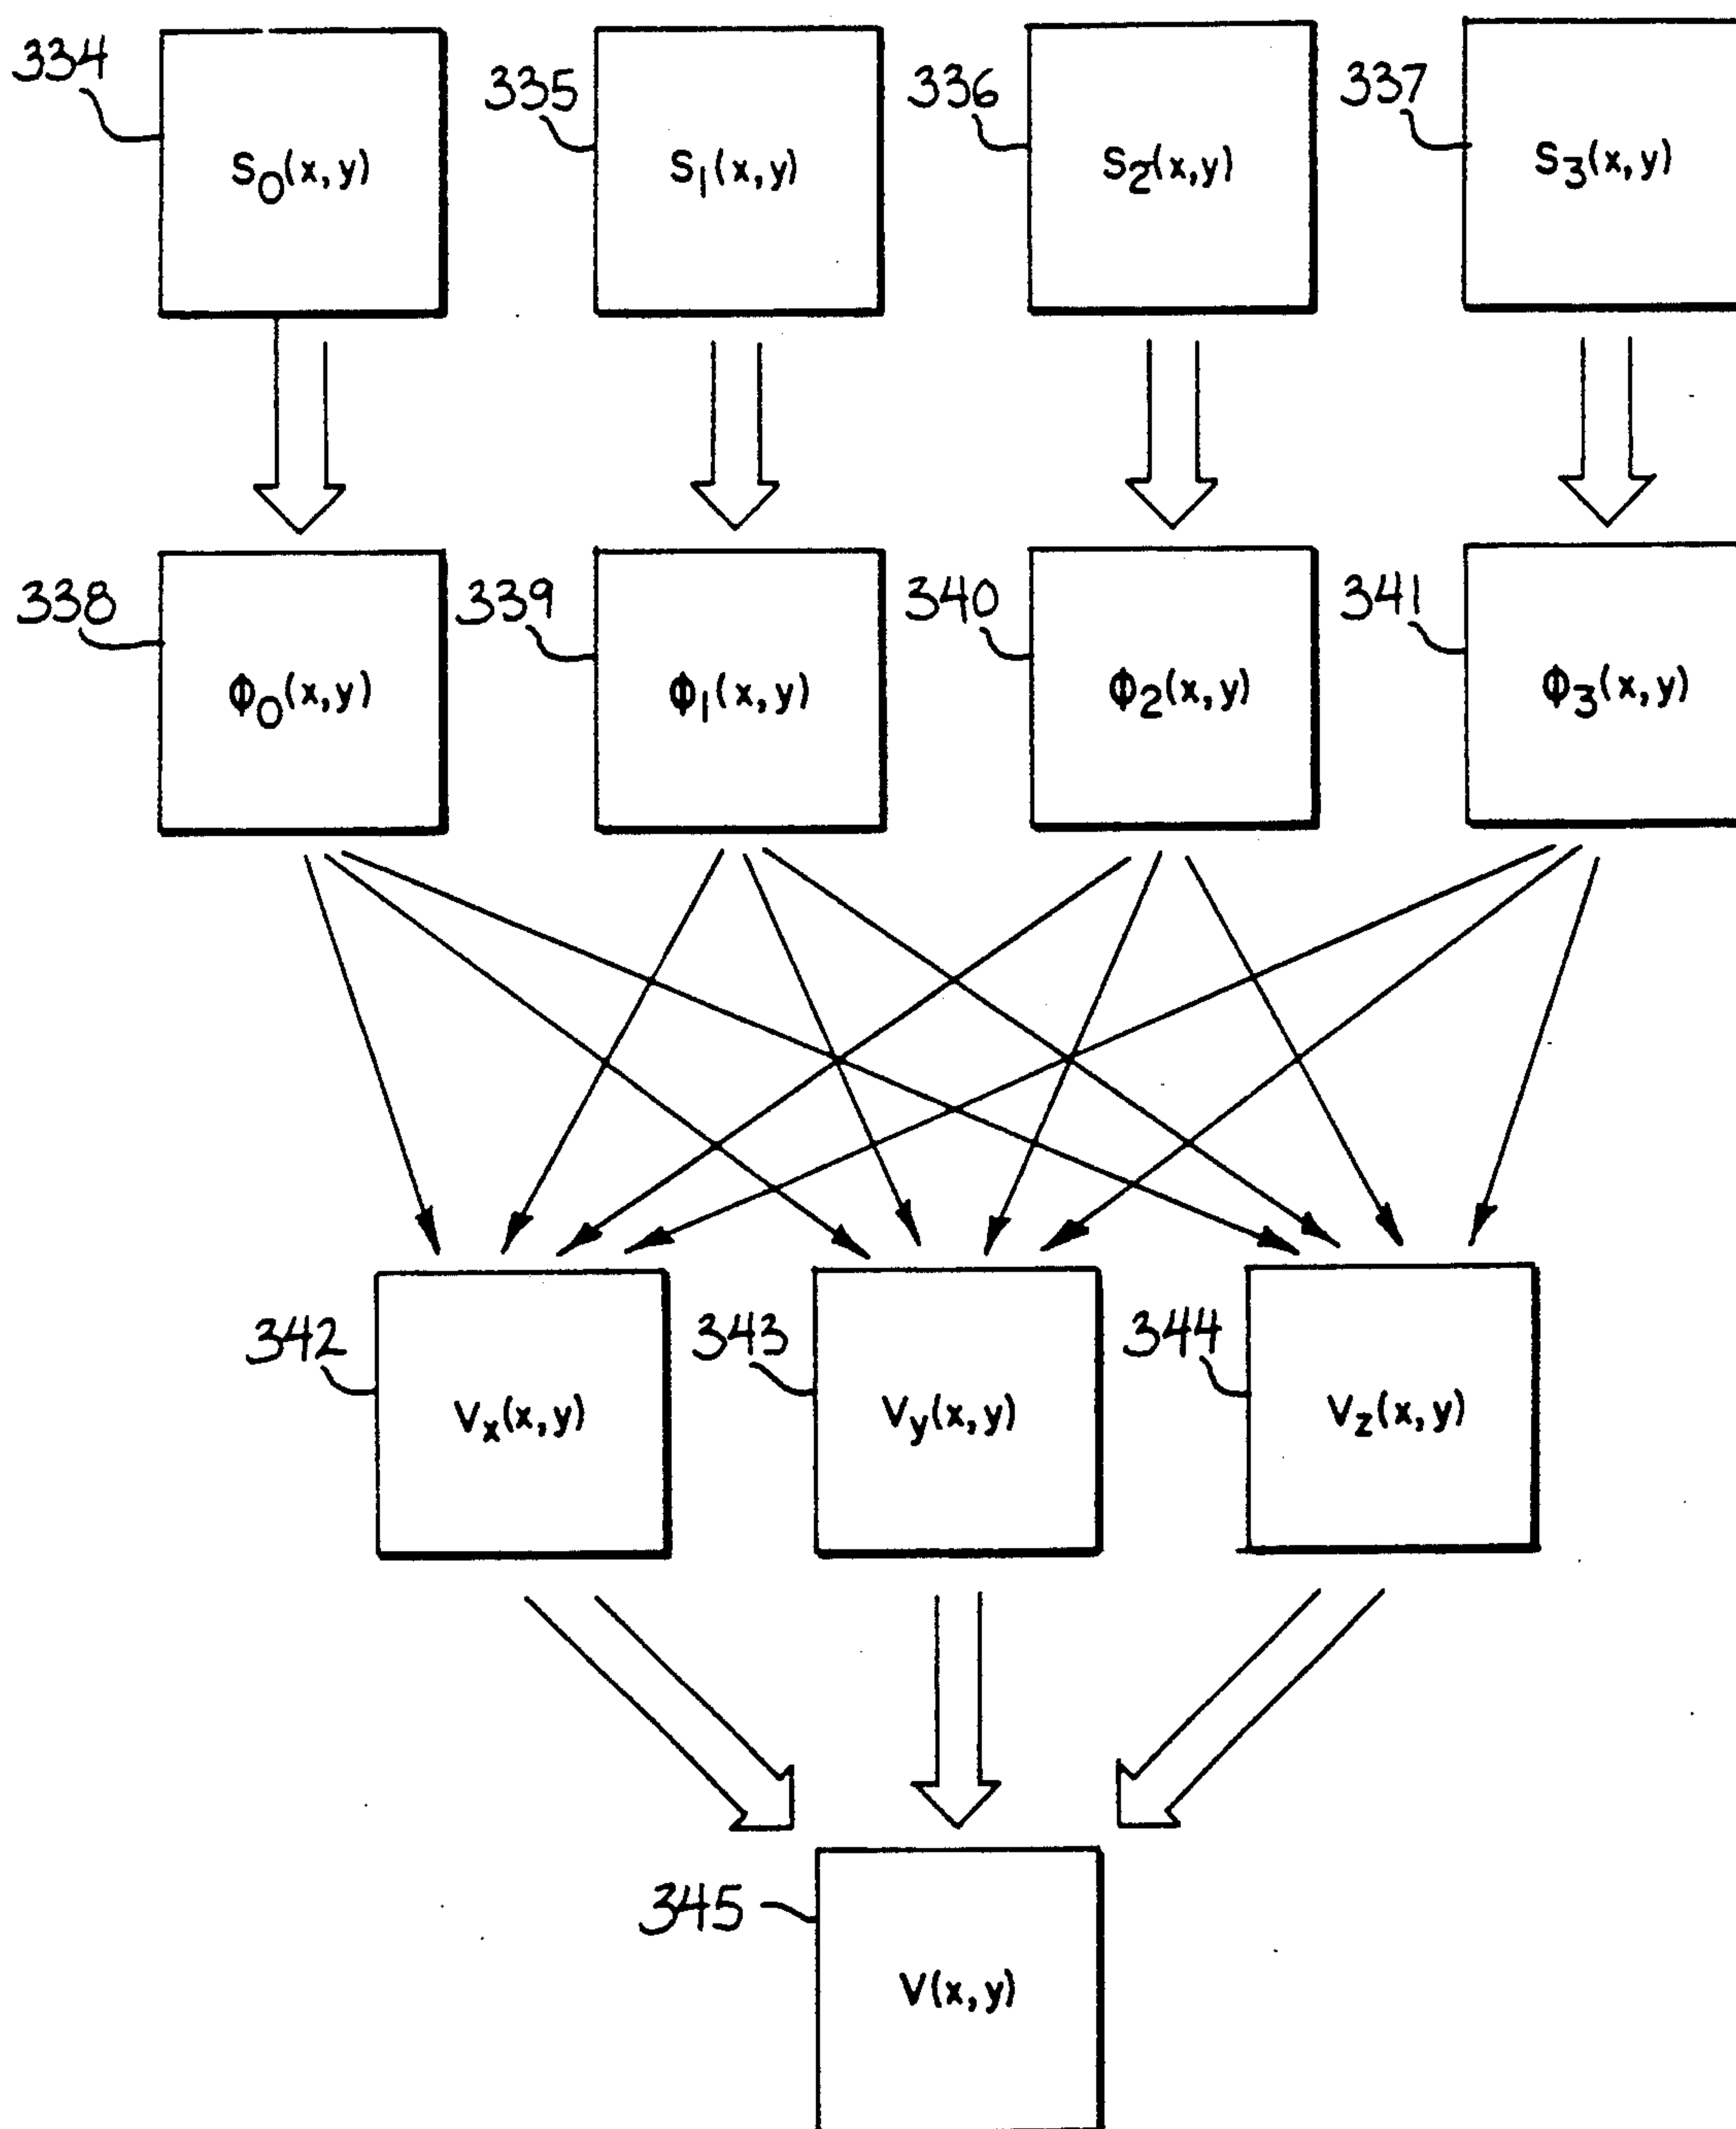 334
335
336
337
S0(x,y)
S1(x,y)
S2(x,y)
S3(x,y)
338
339
340
341
ϕ0(x,y)
ϕ1(x,y)
ϕ2(x,y)
ϕ3(x,y)
342
343
344
Vx(x,y)
Vy(x,y)
Vz(x,y)
345
V(x,y)